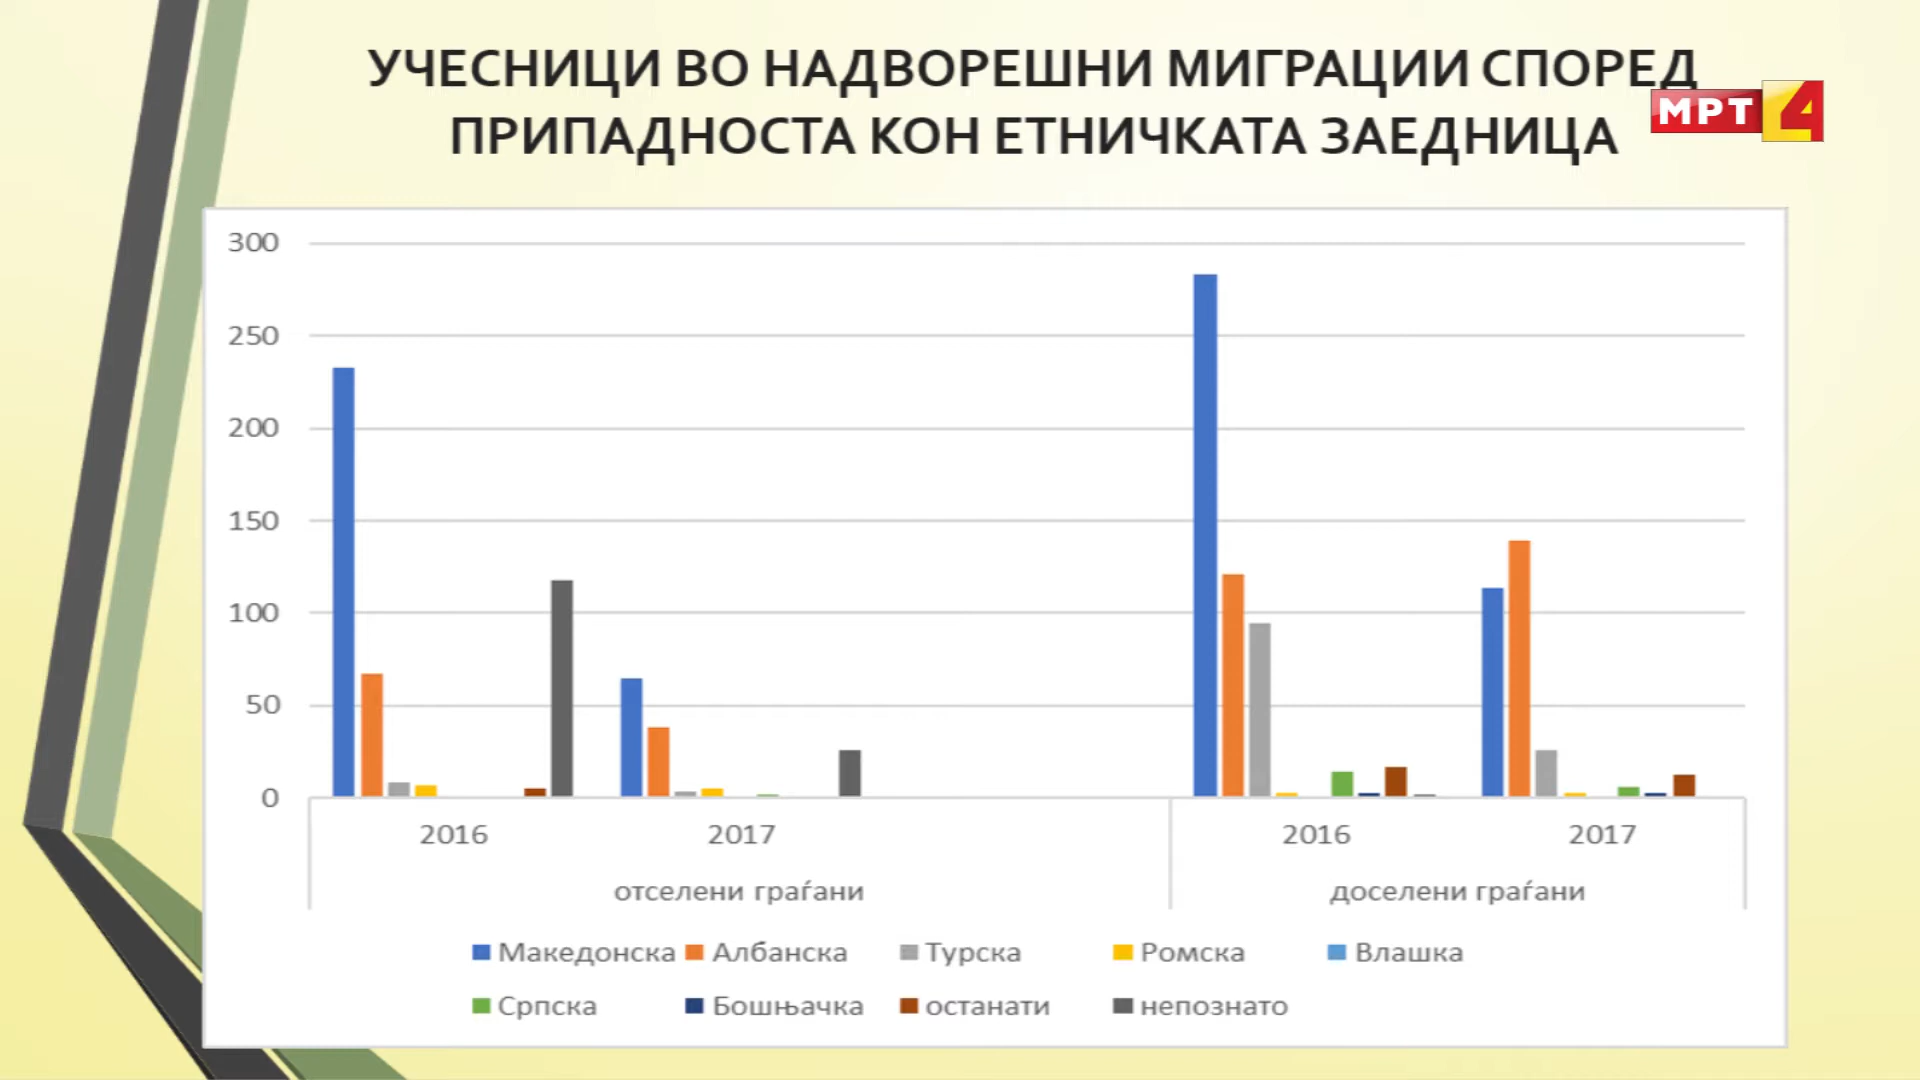 УЧЕСНИЦИ ВО НАДВОРЕШНИ МИГРАЦИИ СПОРЕД
ПРИПАДНОСТА КОН ЕТНИЧКАТА ЗАЕДНИЦА
МРТ 4
300
250
200
150
100
50
0
2016 2017 2016 2017
отселени граѓани доселени граѓани
Македонска Албанска Турска Ромска Влашка
Српска Бошњачка останати непознато